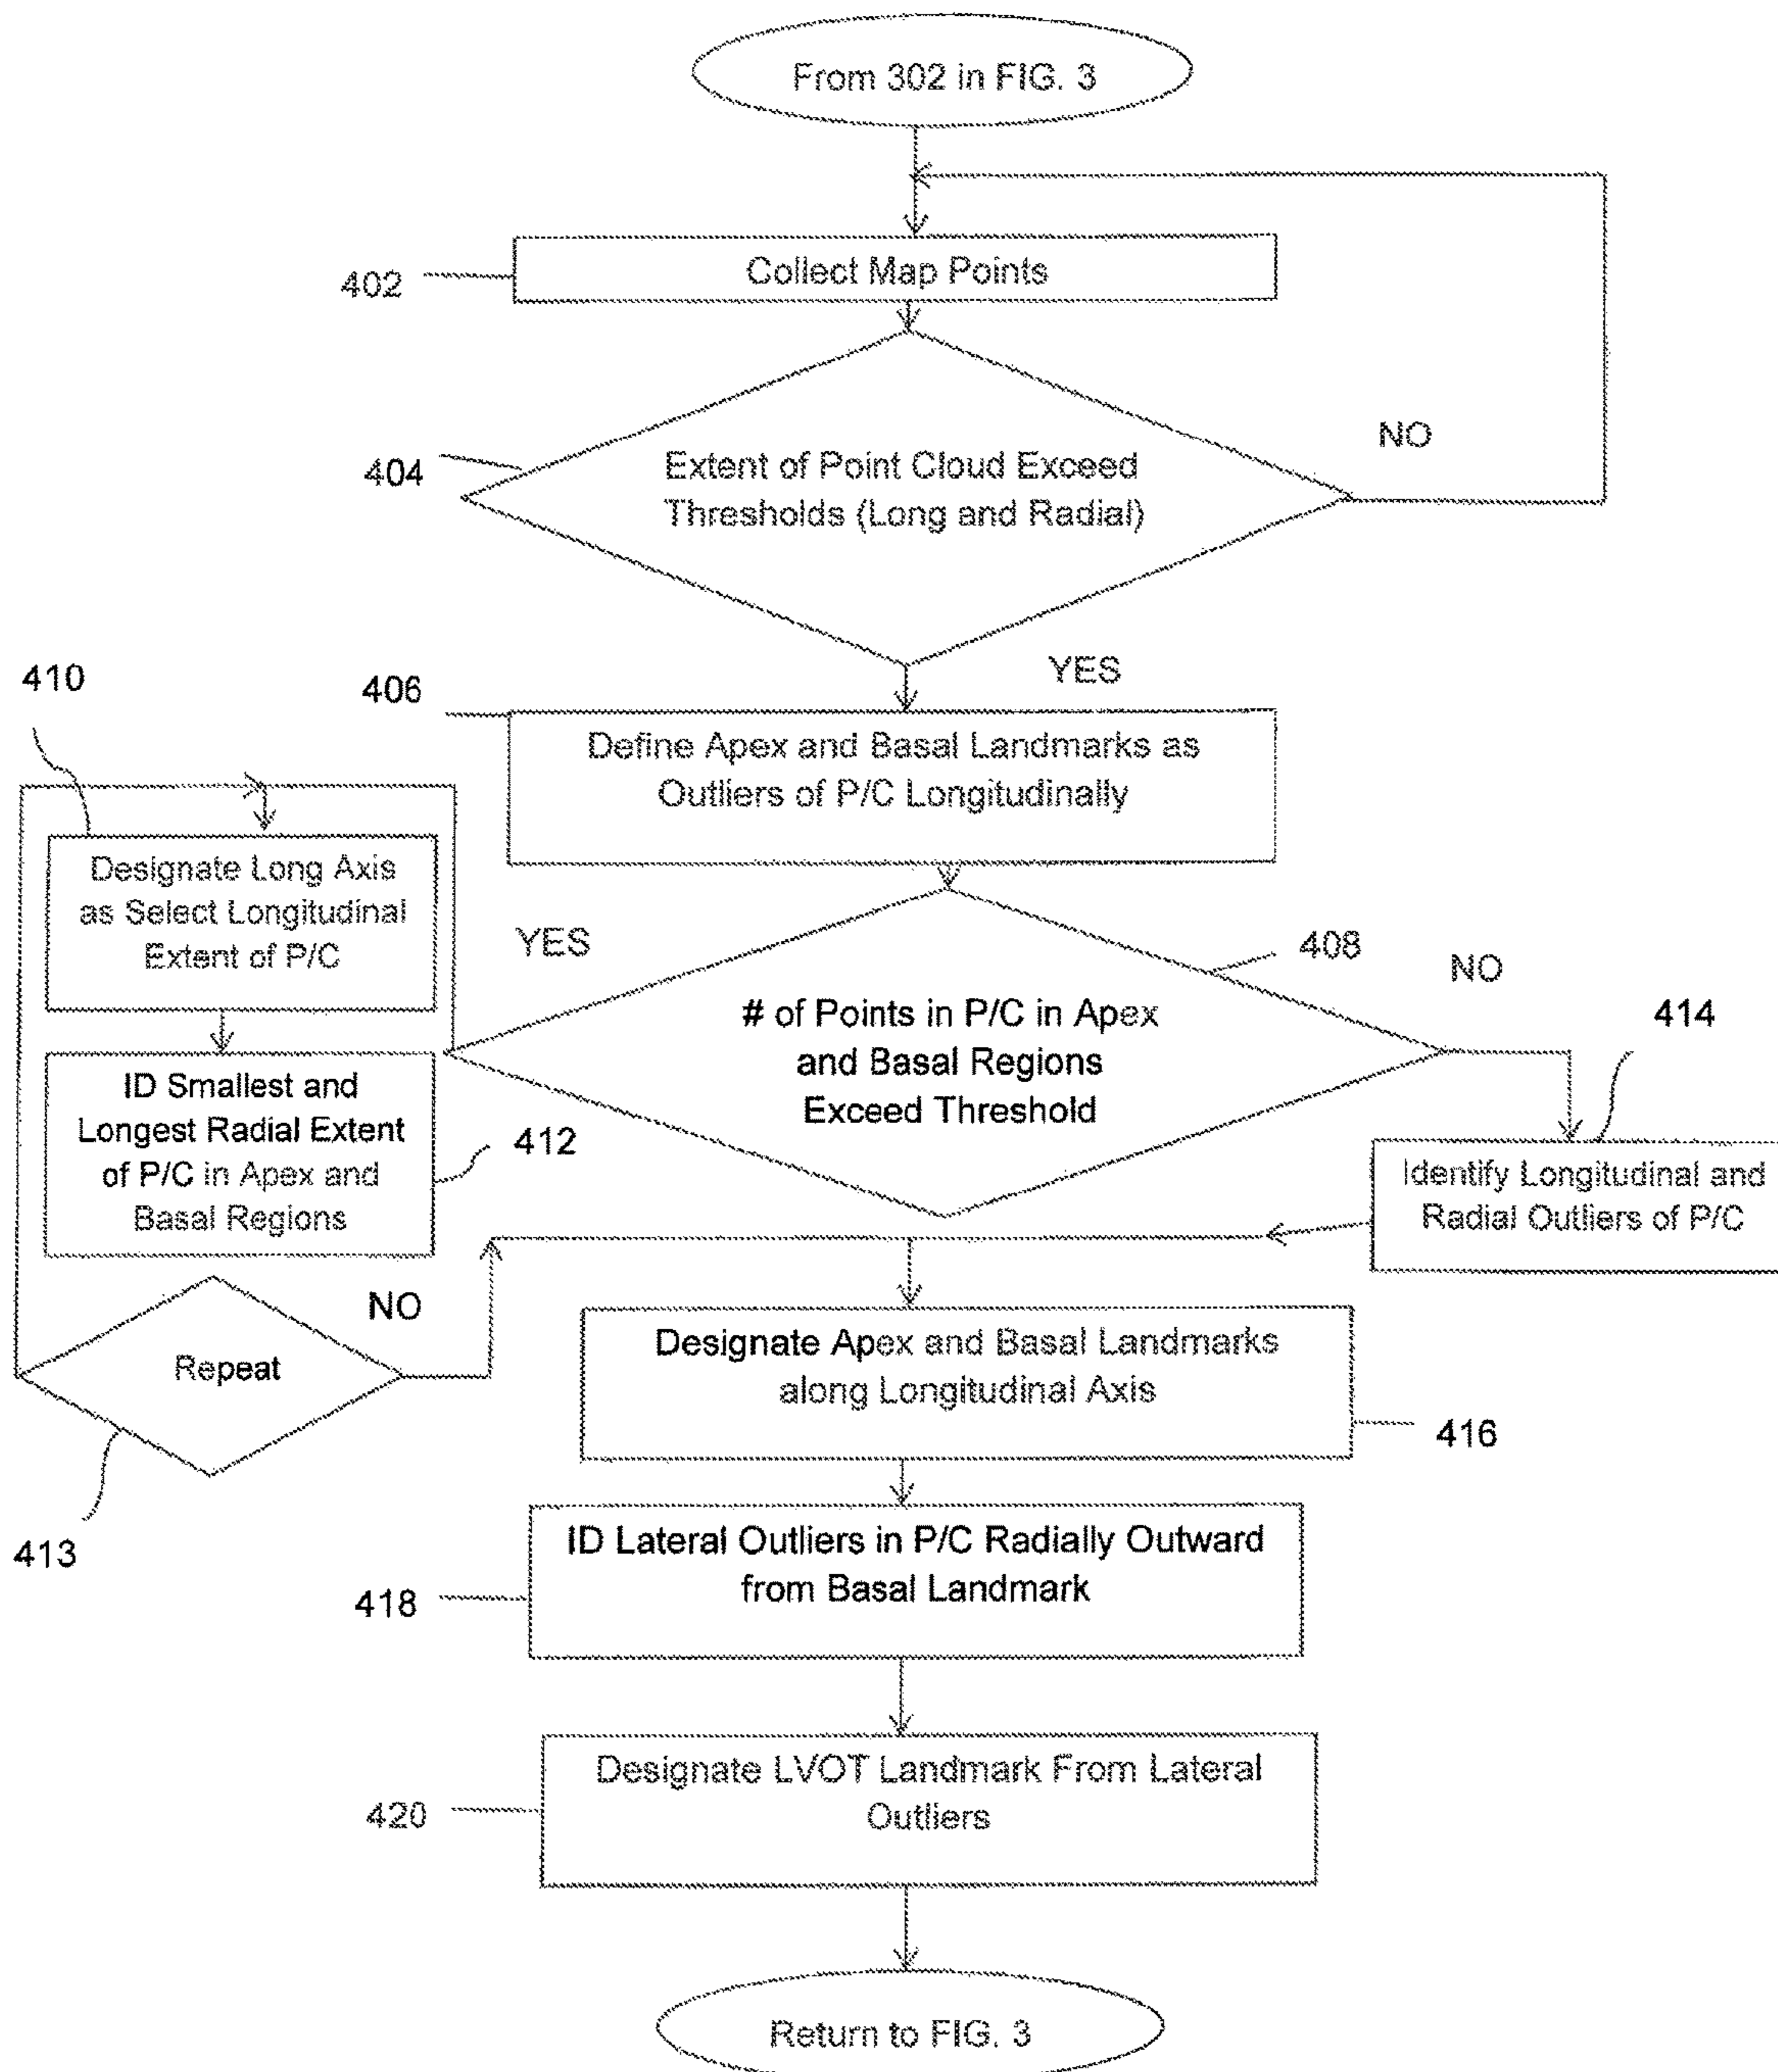 From 302 in FIG. 3
402
Collect Map Points
404
Extent of Point Cloud Exceed
Thresholds (Long and Radial)
NO
YES
406
Define Apex and Basal Landmarks as
Outliers of P/C Longitudinally
410
Designate Long Axis
as Select Longitudinal
Extent of P/C
YES
408
NO
# of Points in P/C in Apex
and Basal Regions
Exceed Threshold
414
ID Smallest and
Longest Radial Extent
of P/C in Apex and
Basal Regions
412
Identify Longitudinal and
Radial Outliers of P/C
NO
Repeat
413
Designate Apex and Basal Landmarks
along Longitudinal Axis
416
ID Lateral Outliers in P/C Radially Outward
from Basal Landmark
418
Designate LVOT Landmark From Lateral
Outliers
420
Return to FIG. 3